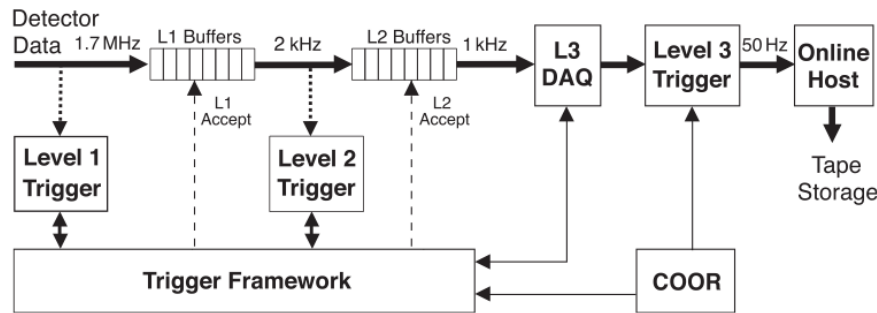 Detector
Data
1.7 MHz
L1 Buffers
2 kHz
L2 Buffers
1 kHz
L3
DAQ
Level 3
Trigger
50 Hz
Online
Host
L1
Accept
L2
Accept
Level 1
Trigger
Level 2
Trigger
Tape
Storage
Trigger Framework
COOR